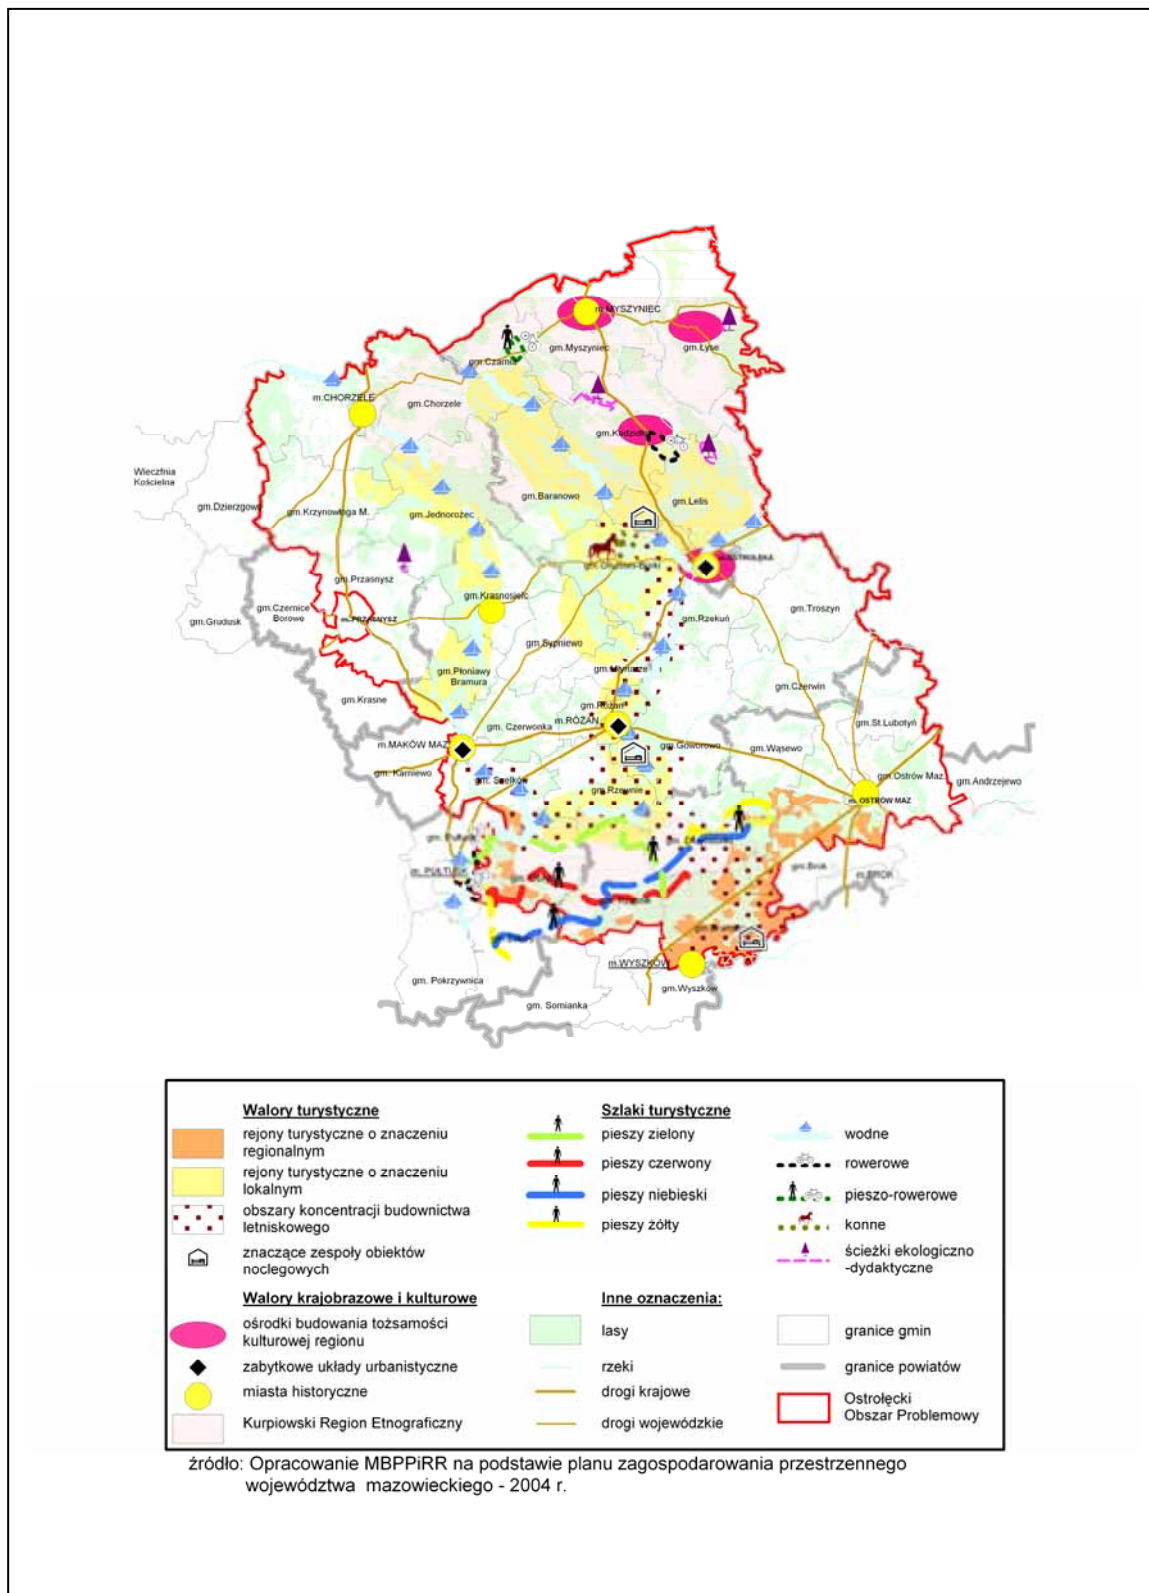 m.MYSZYNIEC
gm.Myszyniec
gm.Łyse
gm.Czarnia
m.CHORZELE
gm.Chorzele
gm.Kadzidło
Wieczfnia
Kościelna
gm.Dzierzgowo
gm.Krzynowłoga M.
gm.Jednorożec
gm.Baranowo
gm.Lelis
gm.Przasnysz
gm.Czernice
Borowe
gm.Grudusk
m.PRZASNYSZ
gm.Krasnosielc
gm.Rzekuń
gm.Troszyn
gm.Sypniewo
gm.Płoniawy
Bramura
gm.Młynarze
gm.Krasne
gm.Czerwin
gm.Różan
m.RÓŻAN
gm. Czerwonka
gm.St.Lubotyń
m.MAKÓW MAZ
gm.Goworowo
gm.Wąsewo
gm. Karniewo
gm. Szelków
gm.Rzewnie
gm.Ostrów Maz.
gm.Andrzejewo
m. OSTRÓW MAZ
m. PUŁTUSK
gm.Brok
m.BROK
m.WYSZKÓW
gm.Wyszków
gm. Pokrzywnica
gm. Somianka
Walory turystyczne
rejony turystyczne o znaczeniu
regionalnym
rejony turystyczne o znaczeniu
lokalnym
obszary koncentracji budownictwa
letniskowego
znaczące zespoły obiektów
noclegowych
Walory krajobrazowe i kulturowe
ośrodki budowania tożsamości
kulturowej regionu
zabytkowe układy urbanistyczne
miasta historyczne
Kurpiowski Region Etnograficzny
Szlaki turystyczne
pieszy zielony
pieszy czerwony
pieszy niebieski
pieszy żółty
wodne
rowerowe
pieszo-rowerowe
konne
ścieżki ekologiczno
-dydaktyczne
Inne oznaczenia:
lasy
rzeki
drogi krajowe
drogi wojewódzkie
granice gmin
granice powiatów
Ostrołęcki
Obszar Problemowy
źródło: Opracowanie MBPPiRR na podstawie planu zagospodarowania przestrzennego
województwa mazowieckiego - 2004 r.